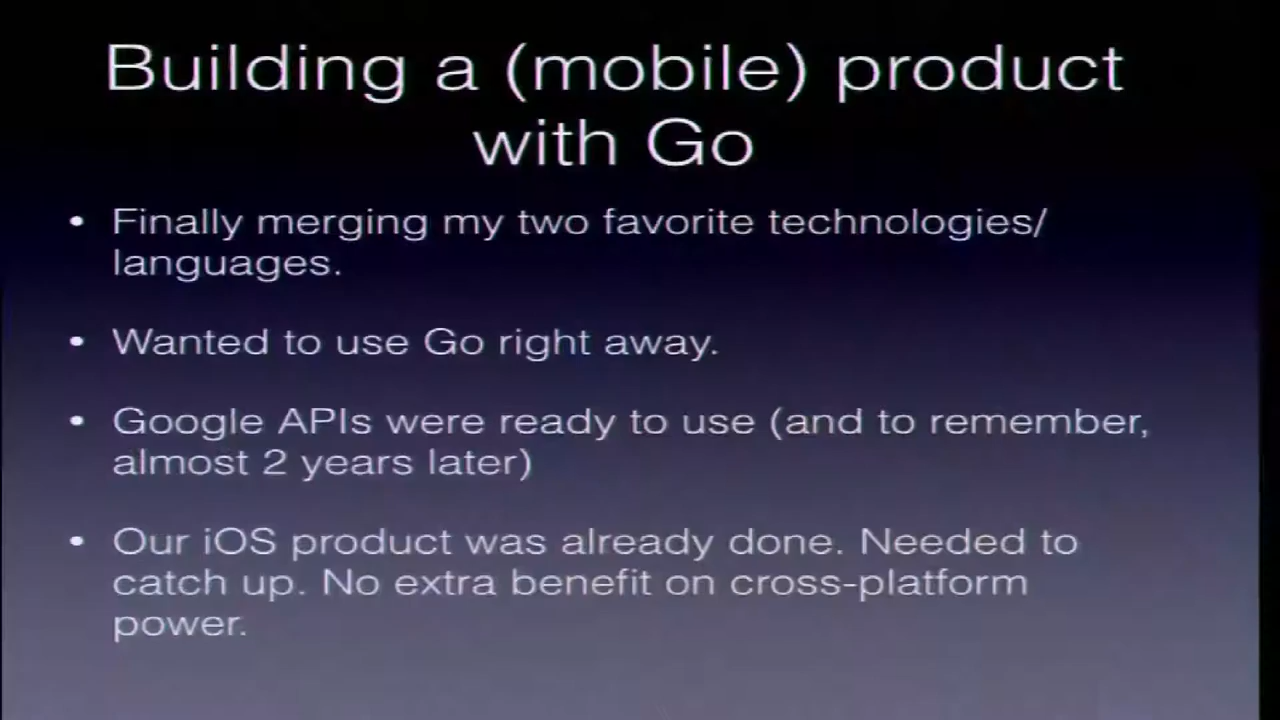 Building a (mobile) product
with Go
• Finally merging my two favorite technologies/
languages.
• Wanted to use Go right away.
• Google APIs were ready to use (and to remember,
almost 2 years later)
• Our iOS product was already done. Needed to
catch up. No extra benefit on cross-platform
power.